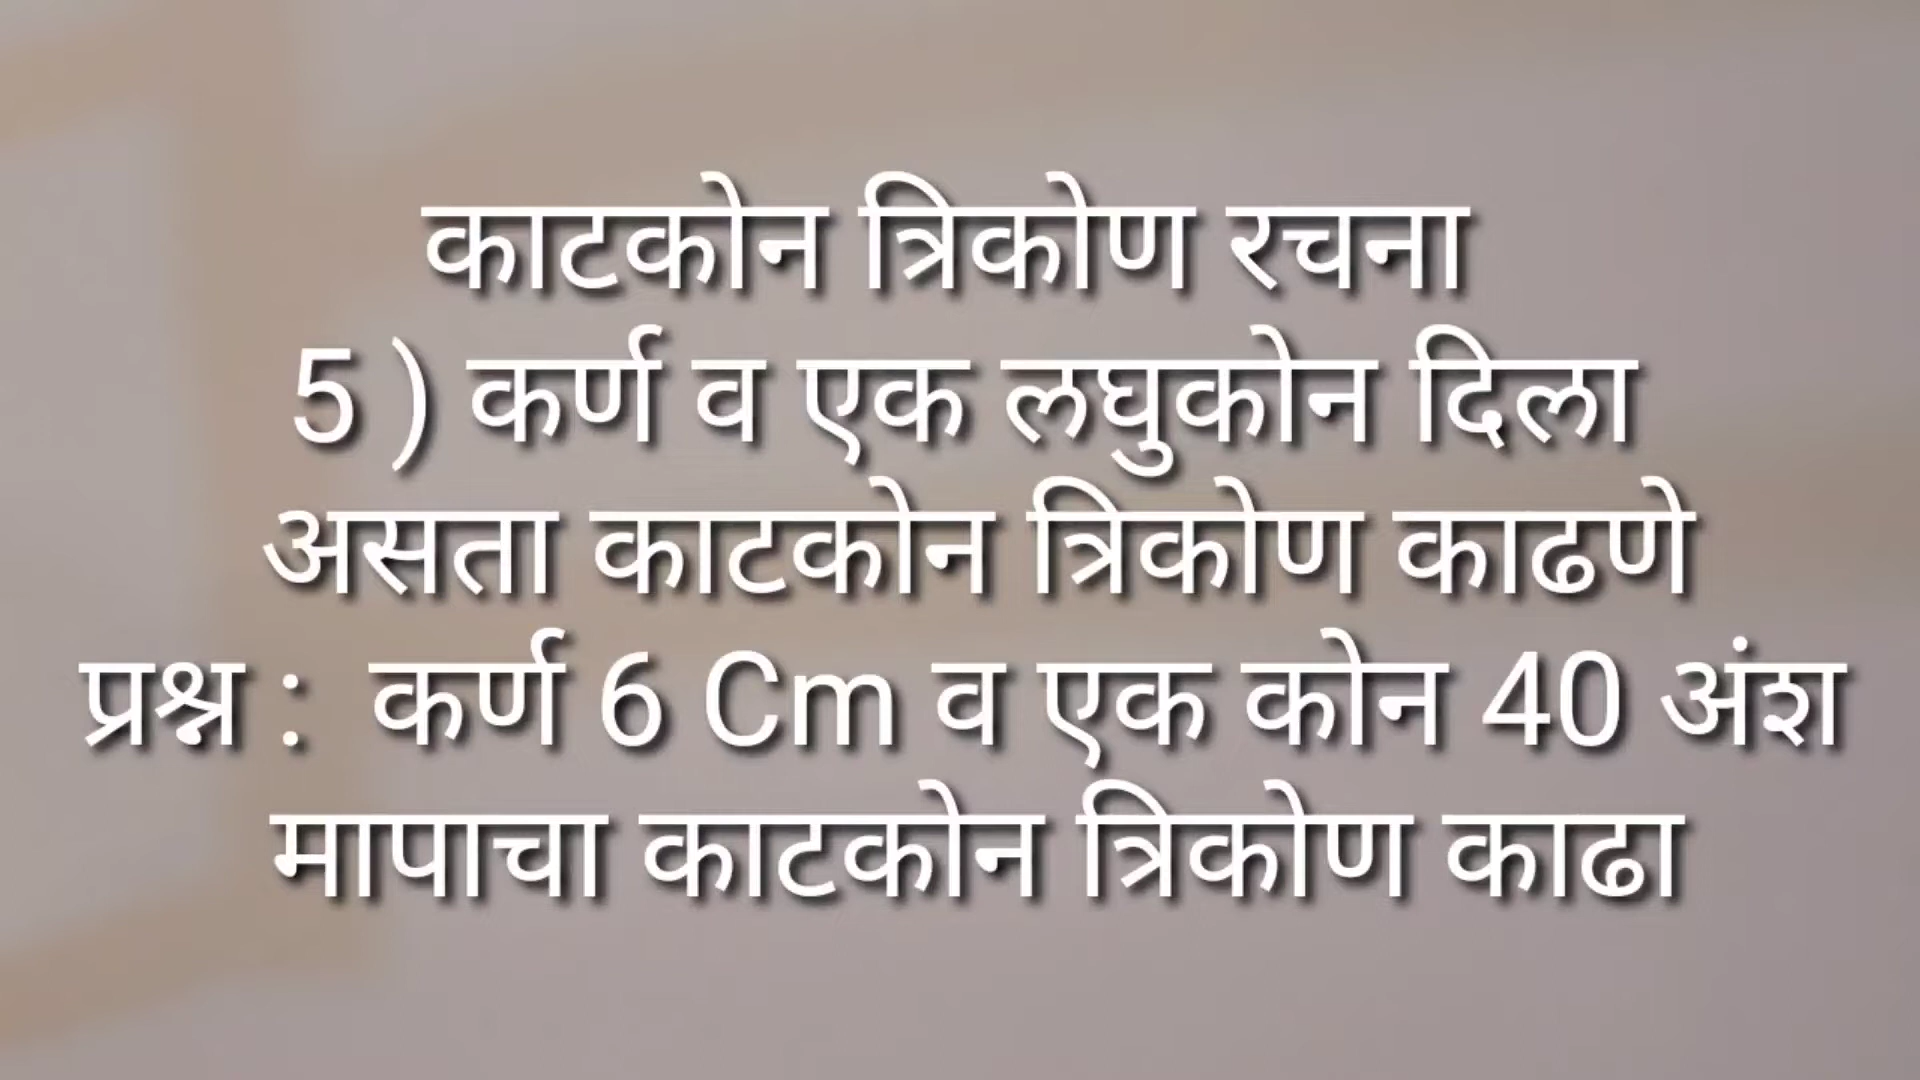 काटकोन त्रिकोण रचना
5 ) कर्ण व एक लघुकोन दिला
असता काटकोन त्रिकोण काढणे
प्रश्न :  कर्ण 6 Cm व एक कोन 40 अंश
मापाचा काटकोन त्रिकोण काढा